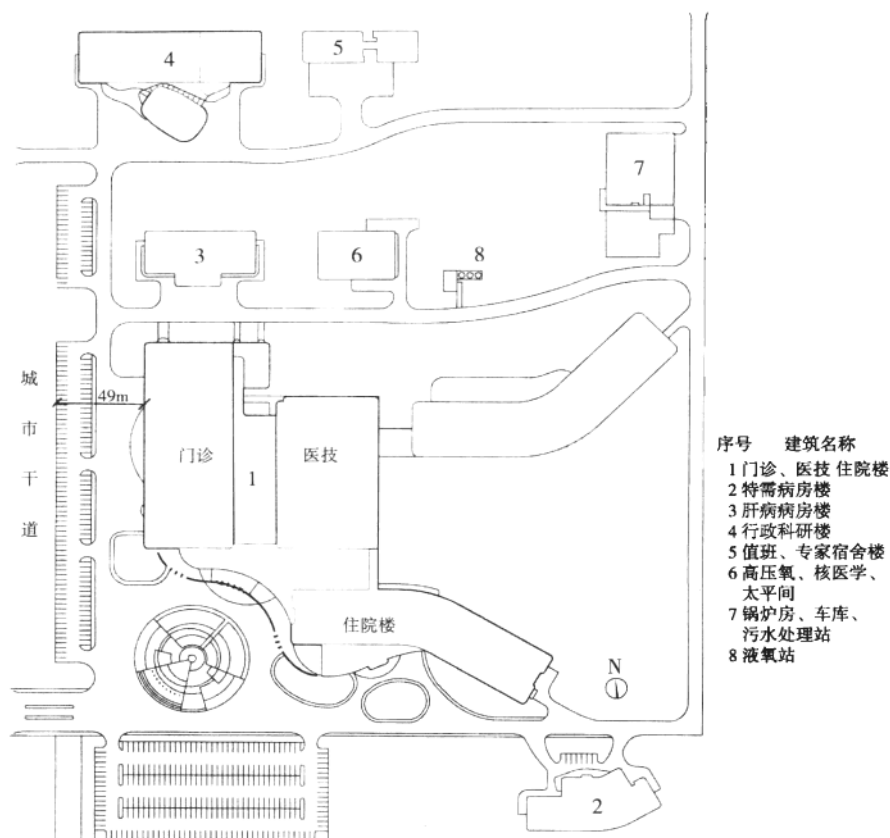 4
5
7
3
6
8
城市干道
49m
门诊
医技
1
住院楼
N
2
序号 建筑名称
1 门诊、医技 住院楼
2 特需病房楼
3 肝病病房楼
4 行政科研楼
5 值班、专家宿舍楼
6 高压氧、核医学、
太平间
7 锅炉房、车库、
污水处理站
8 液氧站